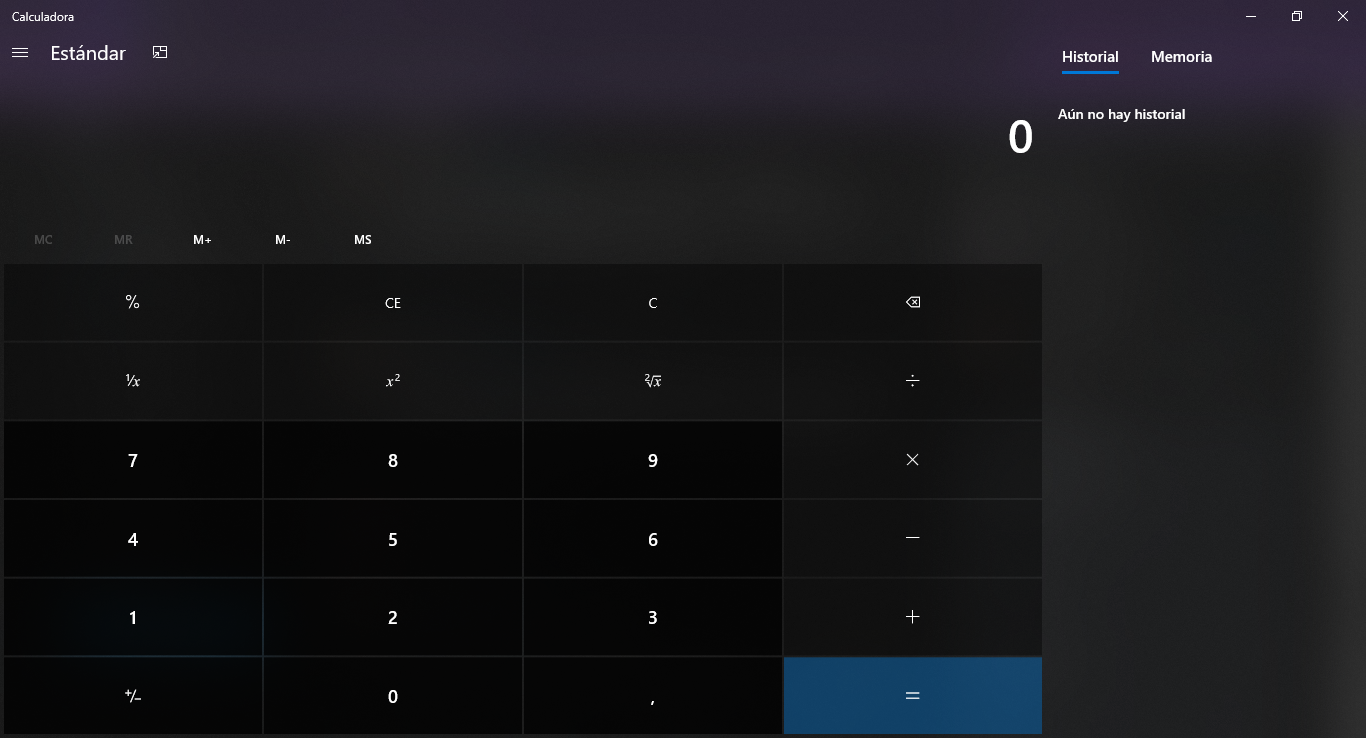 Calculadora
Estándar
Historial Memoria
Aún no hay historial
0
MC MR M+ M- MS
% CE C
¹/x x² ²√x ÷
7 8 9 ×
4 5 6 −
1 2 3 +
+/− 0 , =